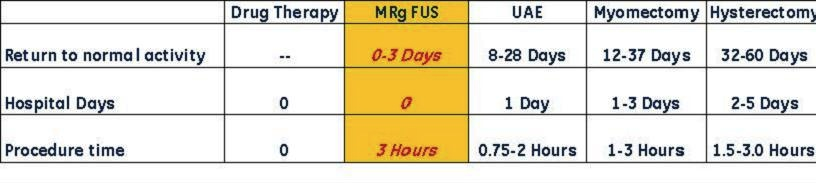 Drug Therapy MRg FUS UAE Myomectomy Hysterectomy
Return to normal activity -- 0-3 Days 8-28 Days 12-37 Days 32-60 Days
Hospital Days 0 0 1 Day 1-3 Days 2-5 Days
Procedure time 0 3 Hours 0.75-2 Hours 1-3 Hours 1.5-3.0 Hours